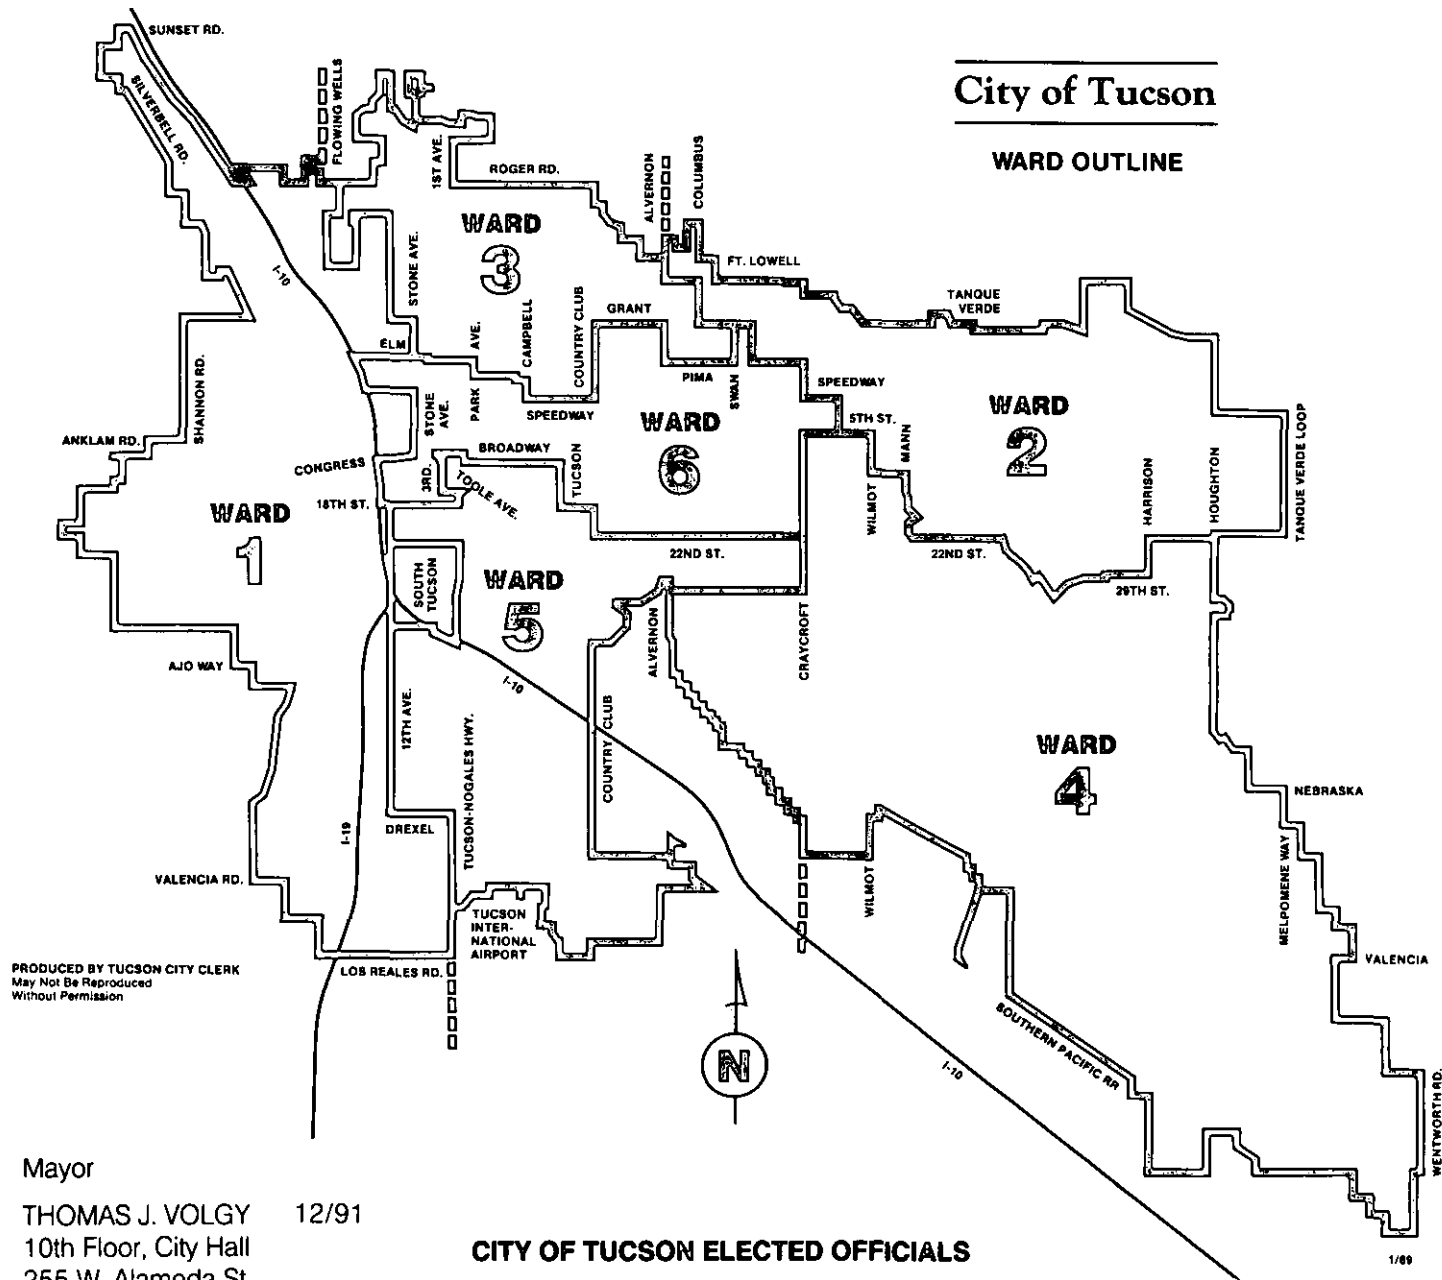 City of Tucson
WARD OUTLINE
SUNSET RD.
SILVERBELL RD.
FLOWING WELLS
1ST AVE.
ROGER RD.
ALVERNON
COLUMBUS
WARD
3
FT. LOWELL
TANQUE
VERDE
I-10
STONE AVE.
GRANT
COUNTRY CLUB
CAMPBELL
PARK AVE.
ELM
PIMA
SWAN
SPEEDWAY
SPEEDWAY
SHANNON RD.
STONE
AVE.
WARD
6
5TH ST.
MANN
WARD
2
TANQUE VERDE LOOP
ANKLAM RD.
CONGRESS
BROADWAY
3RD.
TOOLE AVE.
TUCSON
WILMOT
HARRISON
HOUGHTON
18TH ST.
WARD
1
22ND ST.
22ND ST.
29TH ST.
SOUTH
TUCSON
WARD
5
ALVERNON
CRAYCROFT
AJO WAY
I-10
12TH AVE.
TUCSON-NOGALES HWY.
COUNTRY CLUB
WARD
4
NEBRASKA
I-19
DREXEL
MELPOMENE WAY
VALENCIA RD.
WILMOT
TUCSON
INTER-
NATIONAL
AIRPORT
VALENCIA
PRODUCED BY TUCSON CITY CLERK
May Not Be Reproduced
Without Permission
LOS REALES RD.
SOUTHERN PACIFIC RR
I-10
N
WENTWORTH RD.
Mayor
THOMAS J. VOLGY 12/91
10th Floor, City Hall
255 W. Alameda St.
CITY OF TUCSON ELECTED OFFICIALS
1/89